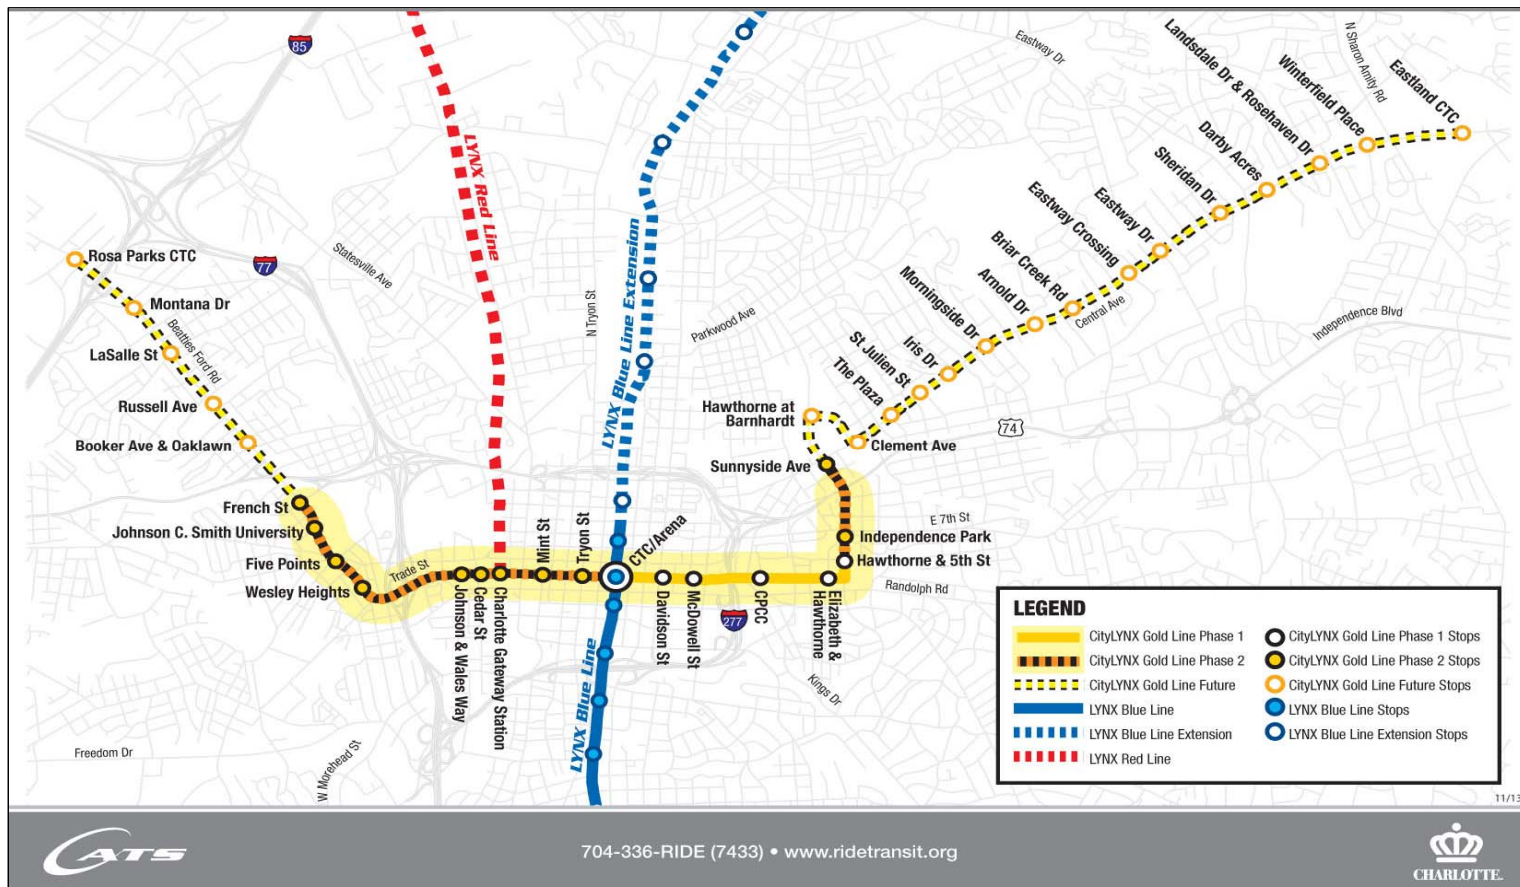 85
Eastway Dr
Landsdale Dr & Rosehaven Dr
Winterfield Place
N Sharon Amity Rd
Eastland CTC
Darby Acres
Sheridan Dr
Eastway Dr
Eastway Crossing
Briar Creek Rd
Arnold Dr
Central Ave
Independence Blvd
Morningside Dr
Iris Dr
St Julien St
The Plaza
LYNX Red Line
LYNX Blue Line Extension
Rosa Parks CTC
77
Statesville Ave
N Tryon St
Parkwood Ave
Montana Dr
Beatties Ford Rd
LaSalle St
Russell Ave
Booker Ave & Oaklawn
LYNX Blue Line Extension
Hawthorne at
Barnhardt
Clement Ave
74
Sunnyside Ave
French St
Johnson C. Smith University
Five Points
Wesley Heights
Trade St
Mint St
Tryon St
CTC/Arena
E 7th St
Independence Park
Hawthorne & 5th St
Randolph Rd
Johnson & Wales Way
Cedar St
Charlotte Gateway Station
Davidson St
McDowell St
277
CPCC
Elizabeth &
Hawthorne
Kings Dr
LYNX Blue Line
Freedom Dr
W Morehead St
LEGEND
CityLYNX Gold Line Phase 1
CityLYNX Gold Line Phase 2
CityLYNX Gold Line Future
LYNX Blue Line
LYNX Blue Line Extension
LYNX Red Line
CityLYNX Gold Line Phase 1 Stops
CityLYNX Gold Line Phase 2 Stops
CityLYNX Gold Line Future Stops
LYNX Blue Line Stops
LYNX Blue Line Extension Stops
11/13
CATS
704-336-RIDE (7433) • www.ridetransit.org
CHARLOTTE